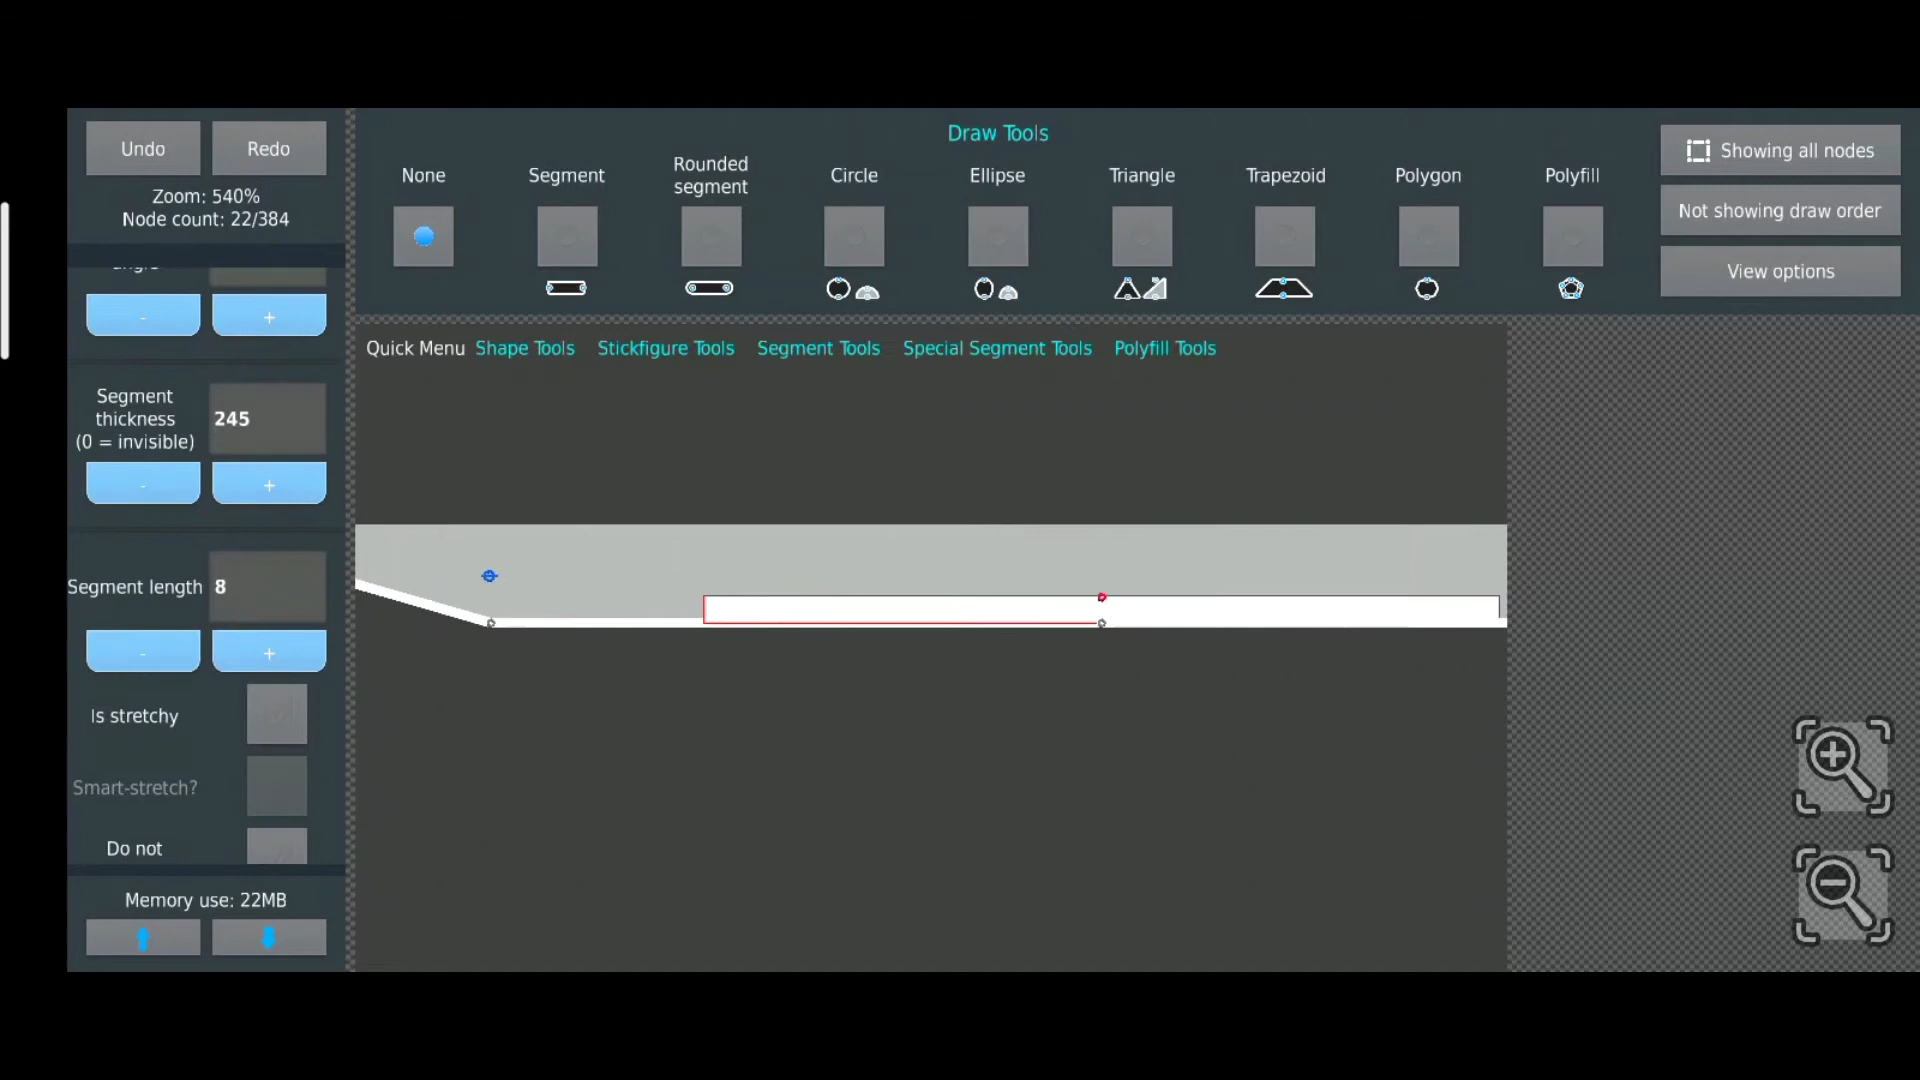 Undo
Redo
Zoom: 540%
Node count: 22/384
angle
-
+
Segment
thickness
(0 = invisible)
245
-
+
Segment length
8
-
+
Is stretchy
Smart-stretch?
Do not
Memory use: 22MB
Draw Tools
None
Segment
Rounded
segment
Circle
Ellipse
Triangle
Trapezoid
Polygon
Polyfill
Showing all nodes
Not showing draw order
View options
Quick Menu Shape Tools Stickfigure Tools Segment Tools Special Segment Tools Polyfill Tools